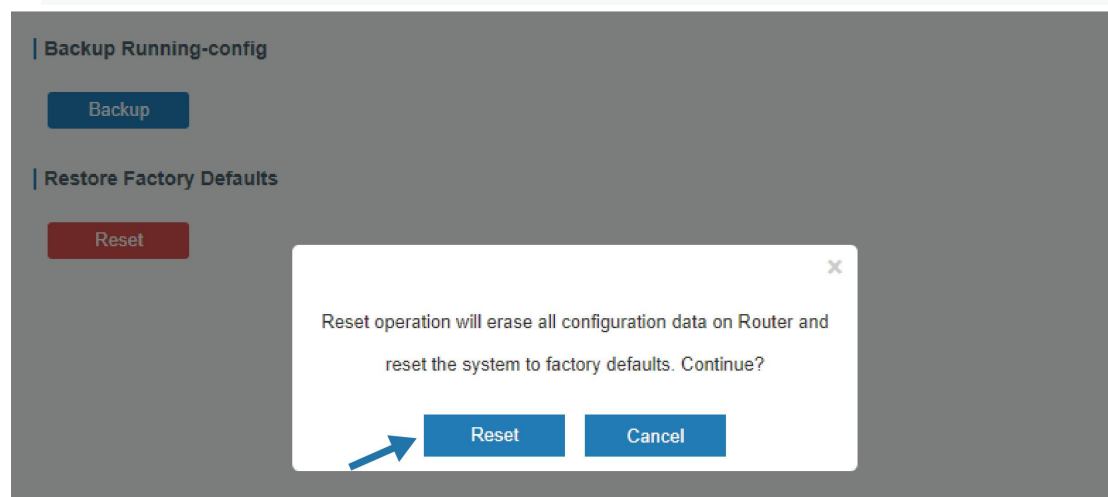 Backup Running-config
Backup
Restore Factory Defaults
Reset
×
Reset operation will erase all configuration data on Router and
reset the system to factory defaults. Continue?
Reset Cancel